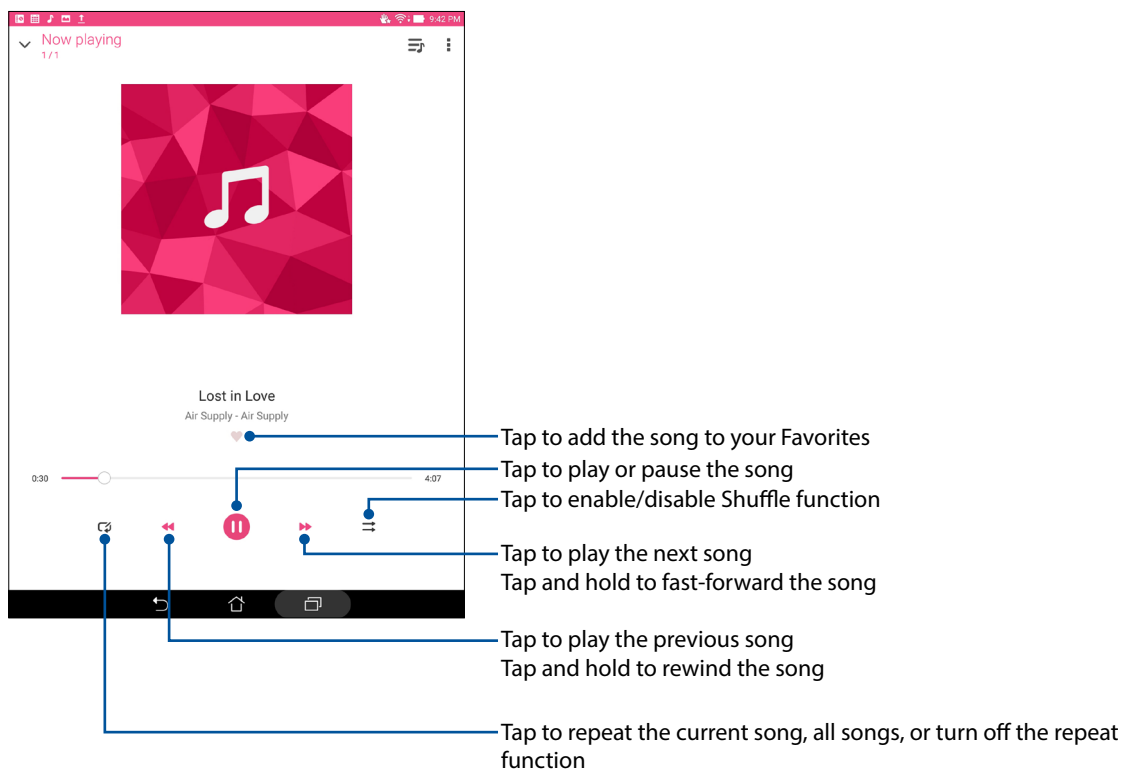 9:42 PM
Now playing
1/1
Lost in Love
Air Supply - Air Supply
Tap to add the song to your Favorites
Tap to play or pause the song
0:30
4:07
Tap to enable/disable Shuffle function
Tap to play the next song
Tap and hold to fast-forward the song
Tap to play the previous song
Tap and hold to rewind the song
Tap to repeat the current song, all songs, or turn off the repeat
function